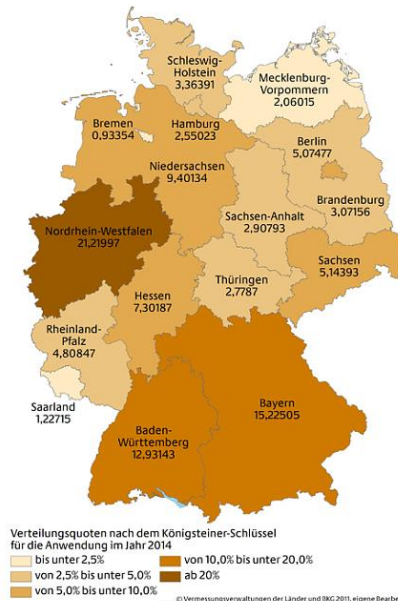 Schleswig-
Holstein
3,36391
Mecklenburg-
Vorpommern
2,06015
Bremen
0,93354
Hamburg
2,55023
Berlin
5,07477
Niedersachsen
9,40134
Brandenburg
3,07156
Sachsen-Anhalt
2,90793
Nordrhein-Westfalen
21,21997
Sachsen
5,14393
Hessen
7,30187
Thüringen
2,7787
Rheinland-
Pfalz
4,80847
Saarland
1,22715
Bayern
15,22505
Baden-
Württemberg
12,93143
Verteilungsquoten nach dem Königsteiner-Schlüssel
für die Anwendung im Jahr 2014
bis unter 2,5%
von 2,5% bis unter 5,0%
von 5,0% bis unter 10,0%
von 10,0% bis unter 20,0%
ab 20%
© Vermessungsverwaltungen der Länder und BKG 2011, eigene Bearbe